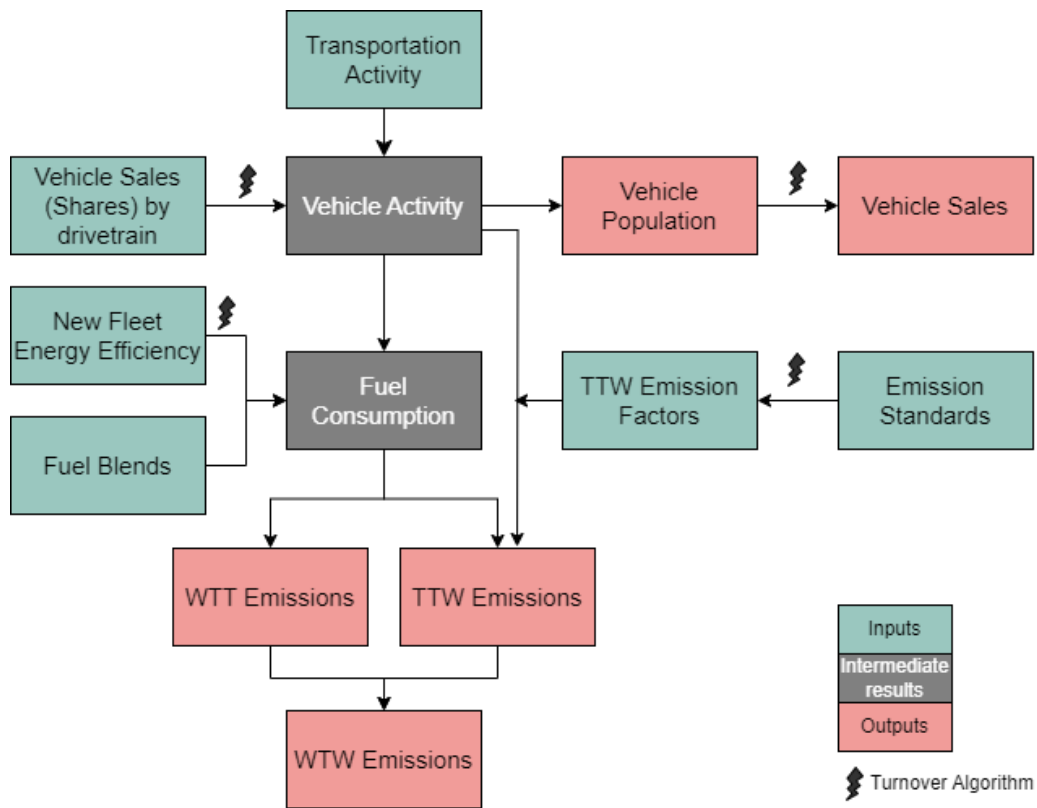 Transportation
Activity
Vehicle Sales
(Shares) by
drivetrain
Vehicle Activity
Vehicle
Population
Vehicle Sales
New Fleet
Energy Efficiency
Fuel
Consumption
TTW Emission
Factors
Emission
Standards
Fuel Blends
WTT Emissions
TTW Emissions
WTW Emissions
Inputs
Intermediate
results
Outputs
Turnover Algorithm